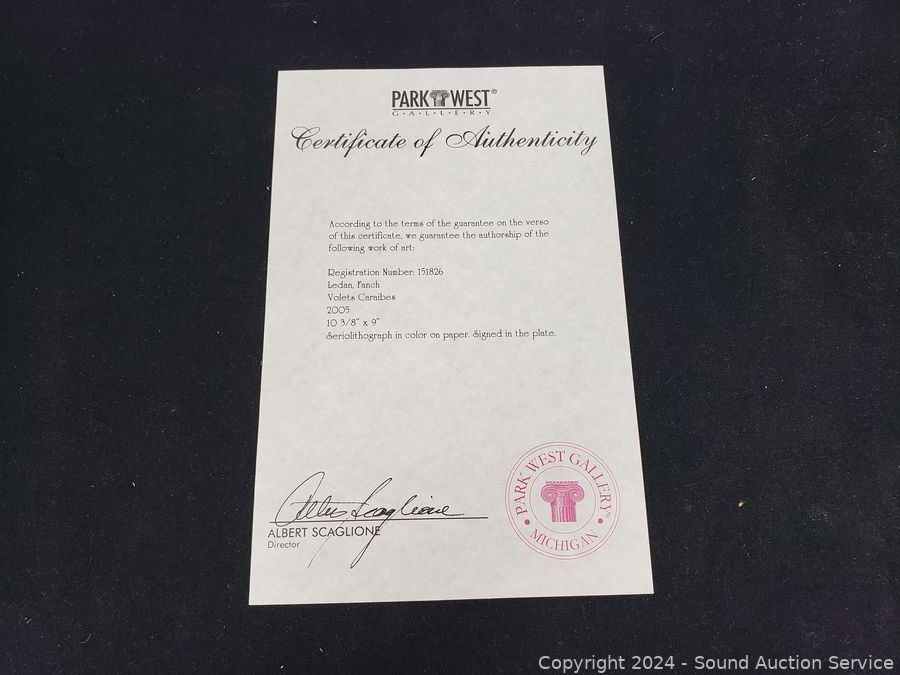 PARK WEST®
G·A·L·L·E·R·Y
Certificate of Authenticity
According to the terms of the guarantee on the verso
of this certificate, we guarantee the authorship of the
following work of art:
Registration Number: 151826
Ledan, Fanch
Volets Caraibes
2005
10 3/8" x 9"
Seriolithograph in color on paper. Signed in the plate.
Albert Scaglione
ALBERT SCAGLIONE
Director
PARK WEST GALLERY®
• MICHIGAN •
Copyright 2024 - Sound Auction Service